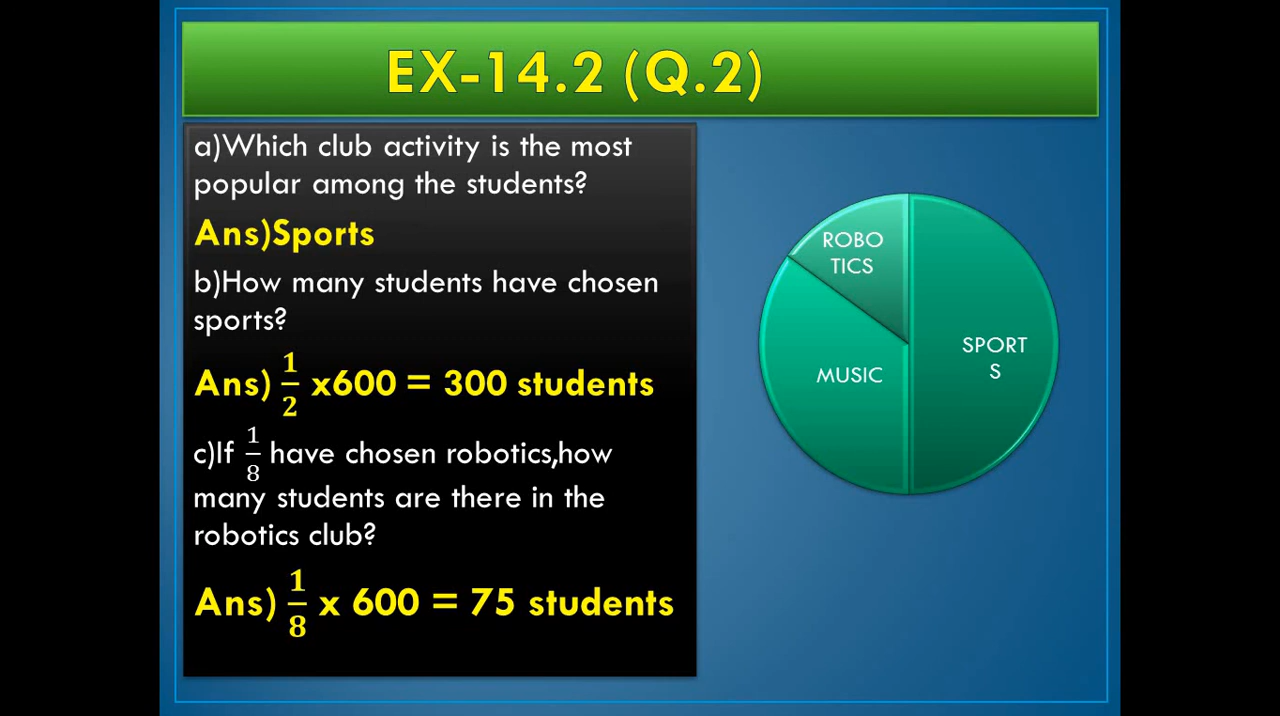 EX-14.2 (Q.2)
a)Which club activity is the most
popular among the students?
Ans)Sports
b)How many students have chosen
sports?
Ans) 1/2 x600 = 300 students
c)If 1/8 have chosen robotics,how
many students are there in the
robotics club?
Ans) 1/8 x 600 = 75 students
ROBO
TICS
SPORT
S
MUSIC